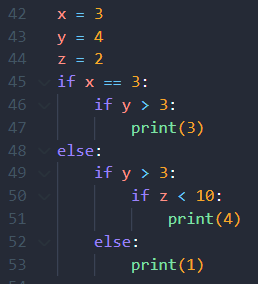 42 x = 3
43 y = 4
44 z = 2
45 if x == 3:
46     if y > 3:
47         print(3)
48 else:
49     if y > 3:
50         if z < 10:
51             print(4)
52     else:
53         print(1)